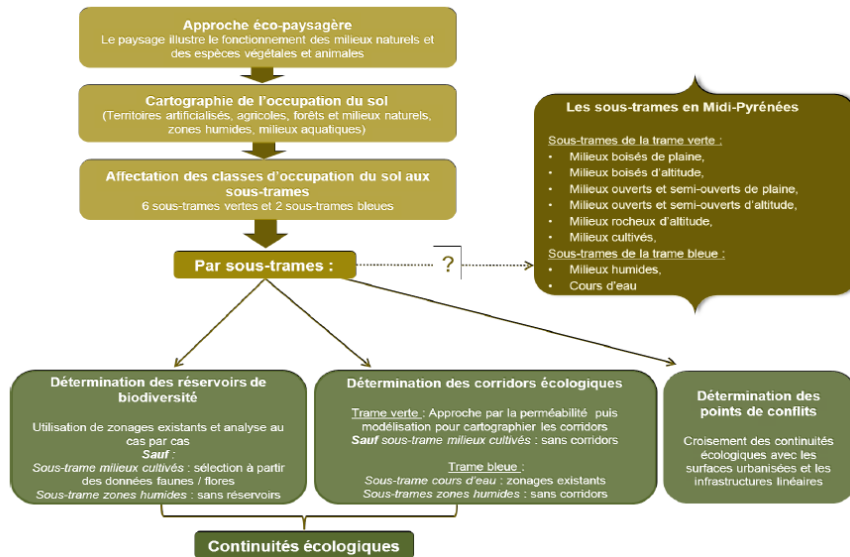 Approche éco-paysagère
Le paysage illustre le fonctionnement des milieux naturels et
des espèces végétales et animales
Cartographie de l'occupation du sol
(Territoires artificialisés, agricoles, forêts et milieux naturels,
zones humides, milieux aquatiques)
Affectation des classes d'occupation du sol aux
sous-trames
6 sous-trames vertes et 2 sous-trames bleues
Par sous-trames :
?
Les sous-trames en Midi-Pyrénées
Sous-trames de la trame verte :
• Milieux boisés de plaine,
• Milieux boisés d'altitude,
• Milieux ouverts et semi-ouverts de plaine,
• Milieux ouverts et semi-ouverts d'altitude,
• Milieux rocheux d'altitude,
• Milieux cultivés,
Sous-trames de la trame bleue :
• Milieux humides,
• Cours d'eau
Détermination des réservoirs de
biodiversité
Utilisation de zonages existants et analyse au
cas par cas
Sauf :
Sous-trame milieux cultivés : sélection à partir
des données faunes / flores
Sous-trame zones humides : sans réservoirs
Détermination des corridors écologiques
Trame verte : Approche par la perméabilité puis
modélisation pour cartographier les corridors
Sauf sous-trame milieux cultivés : sans corridors
Trame bleue :
Sous-trame cours d'eau : zonages existants
Sous-trames zones humides : sans corridors
Détermination des
points de conflits
Croisement des continuités
écologiques avec les
surfaces urbanisées et les
infrastructures linéaires
Continuités écologiques